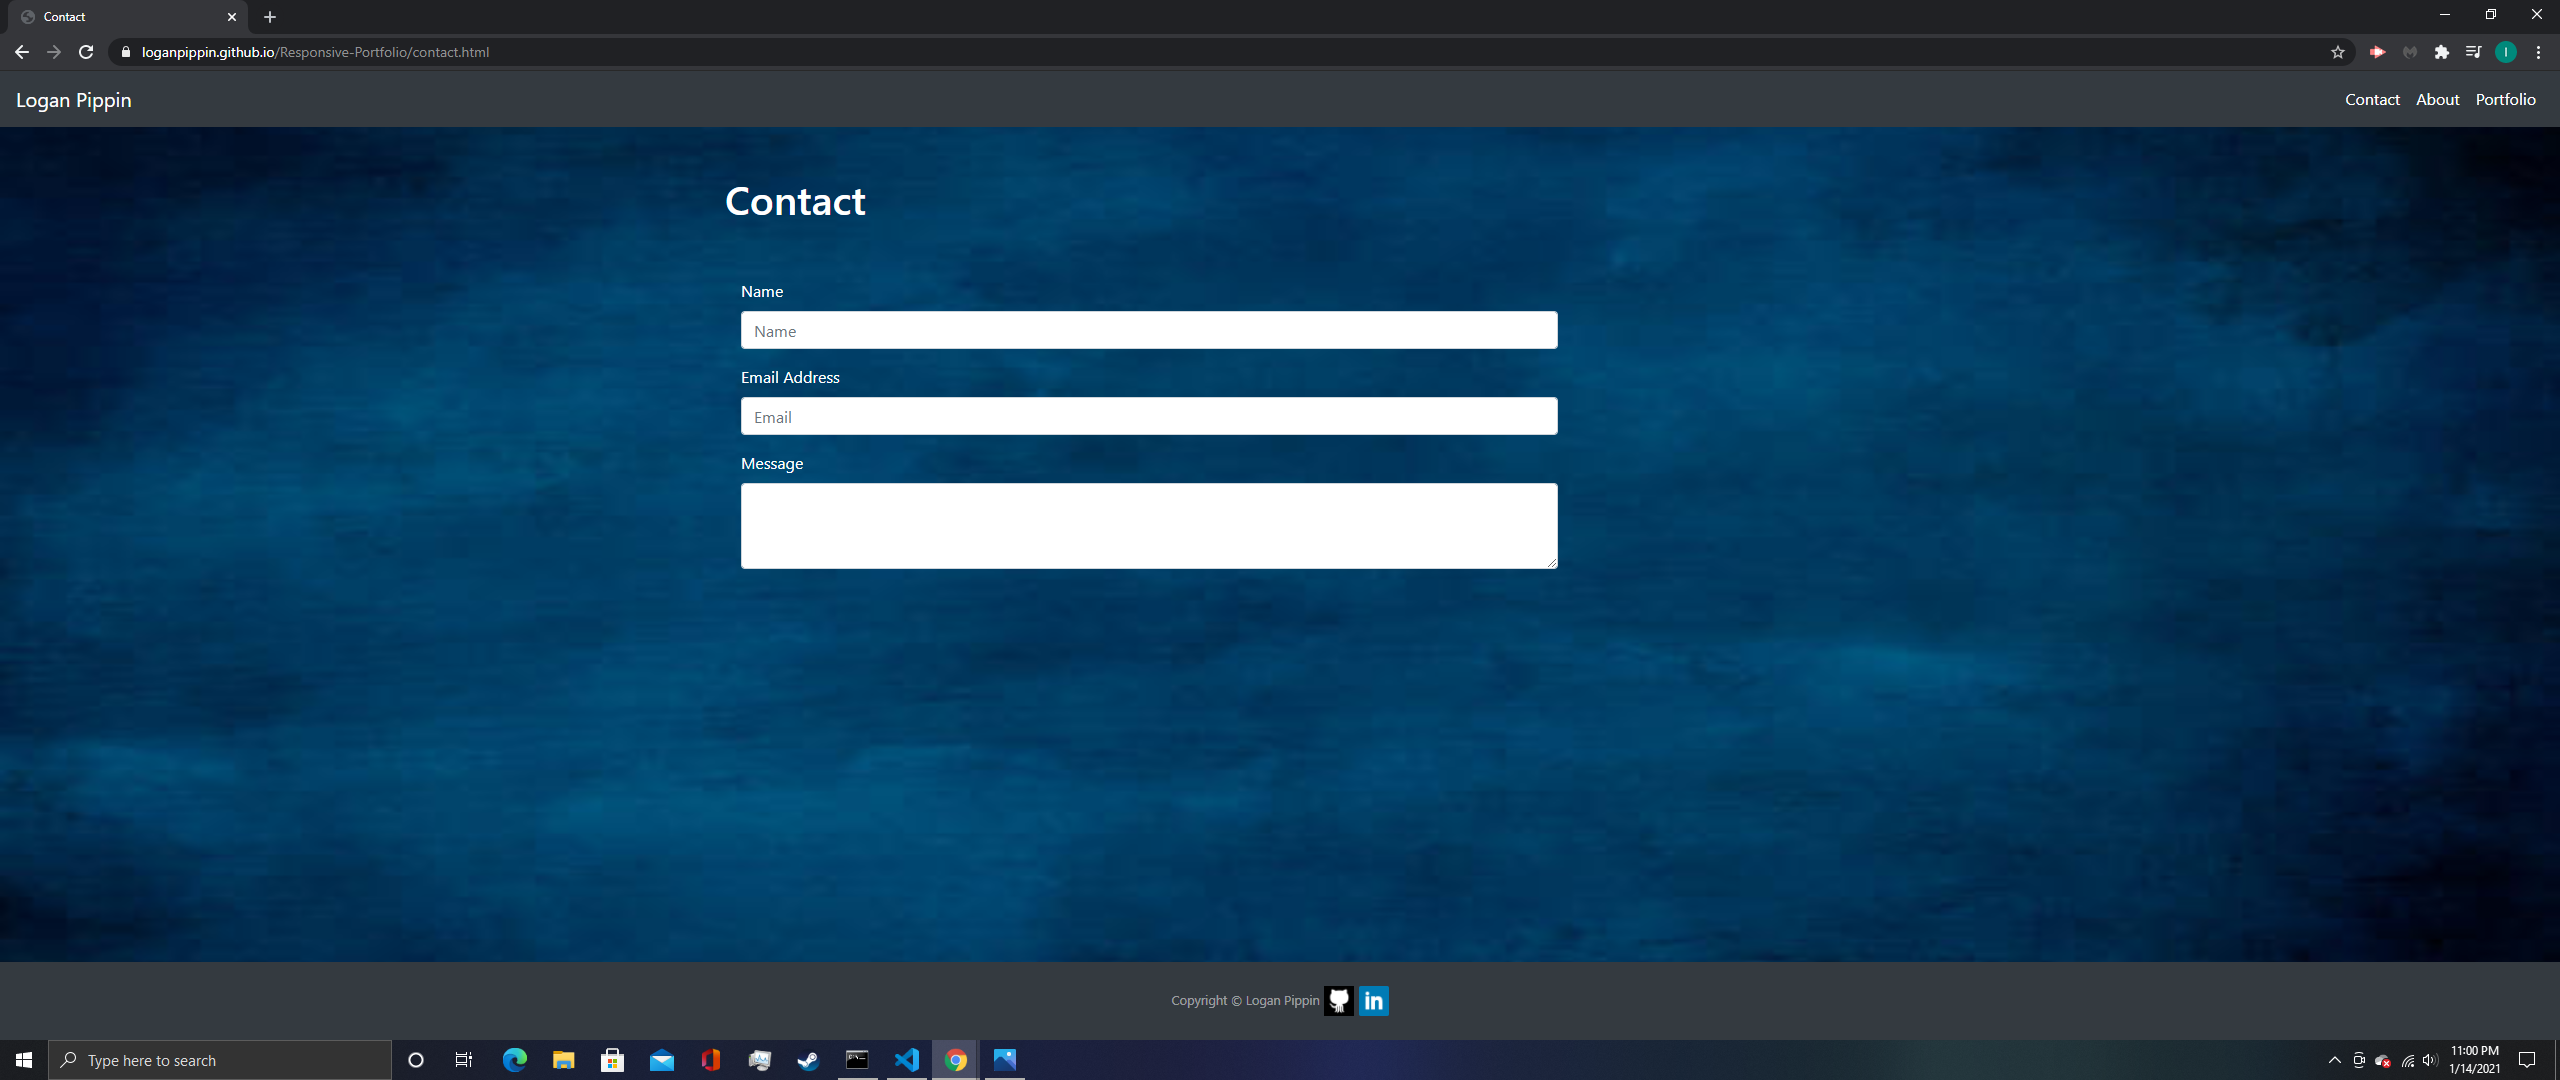 Contact
loganpippin.github.io/Responsive-Portfolio/contact.html
I
Logan Pippin
Contact About Portfolio
Contact
Name
Name
Email Address
Email
Message
Copyright © Logan Pippin
in
Type here to search
11:00 PM
1/14/2021